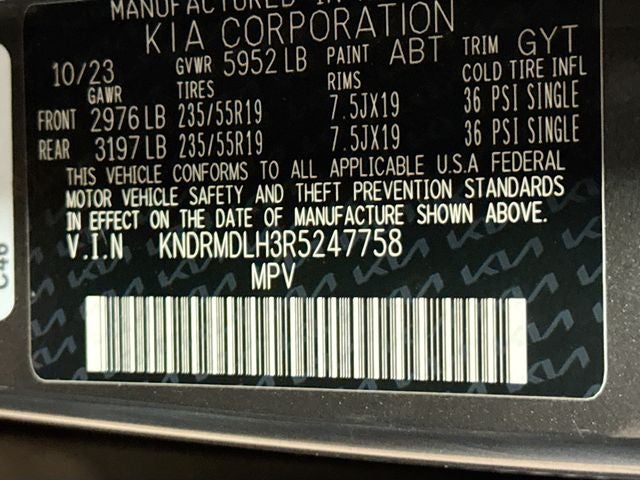 MANUFACTURED IN
KIA CORPORATION
10/23 GVWR 5952 LB PAINT ABT TRIM GYT
GAWR TIRES RIMS COLD TIRE INFL
FRONT 2976 LB 235/55R19 7.5JX19 36 PSI SINGLE
REAR 3197 LB 235/55R19 7.5JX19 36 PSI SINGLE
THIS VEHICLE CONFORMS TO ALL APPLICABLE U.S.A FEDERAL
MOTOR VEHICLE SAFETY AND THEFT PREVENTION STANDARDS
IN EFFECT ON THE DATE OF MANUFACTURE SHOWN ABOVE.
V.I.N KNDRMDLH3R5247758
MPV